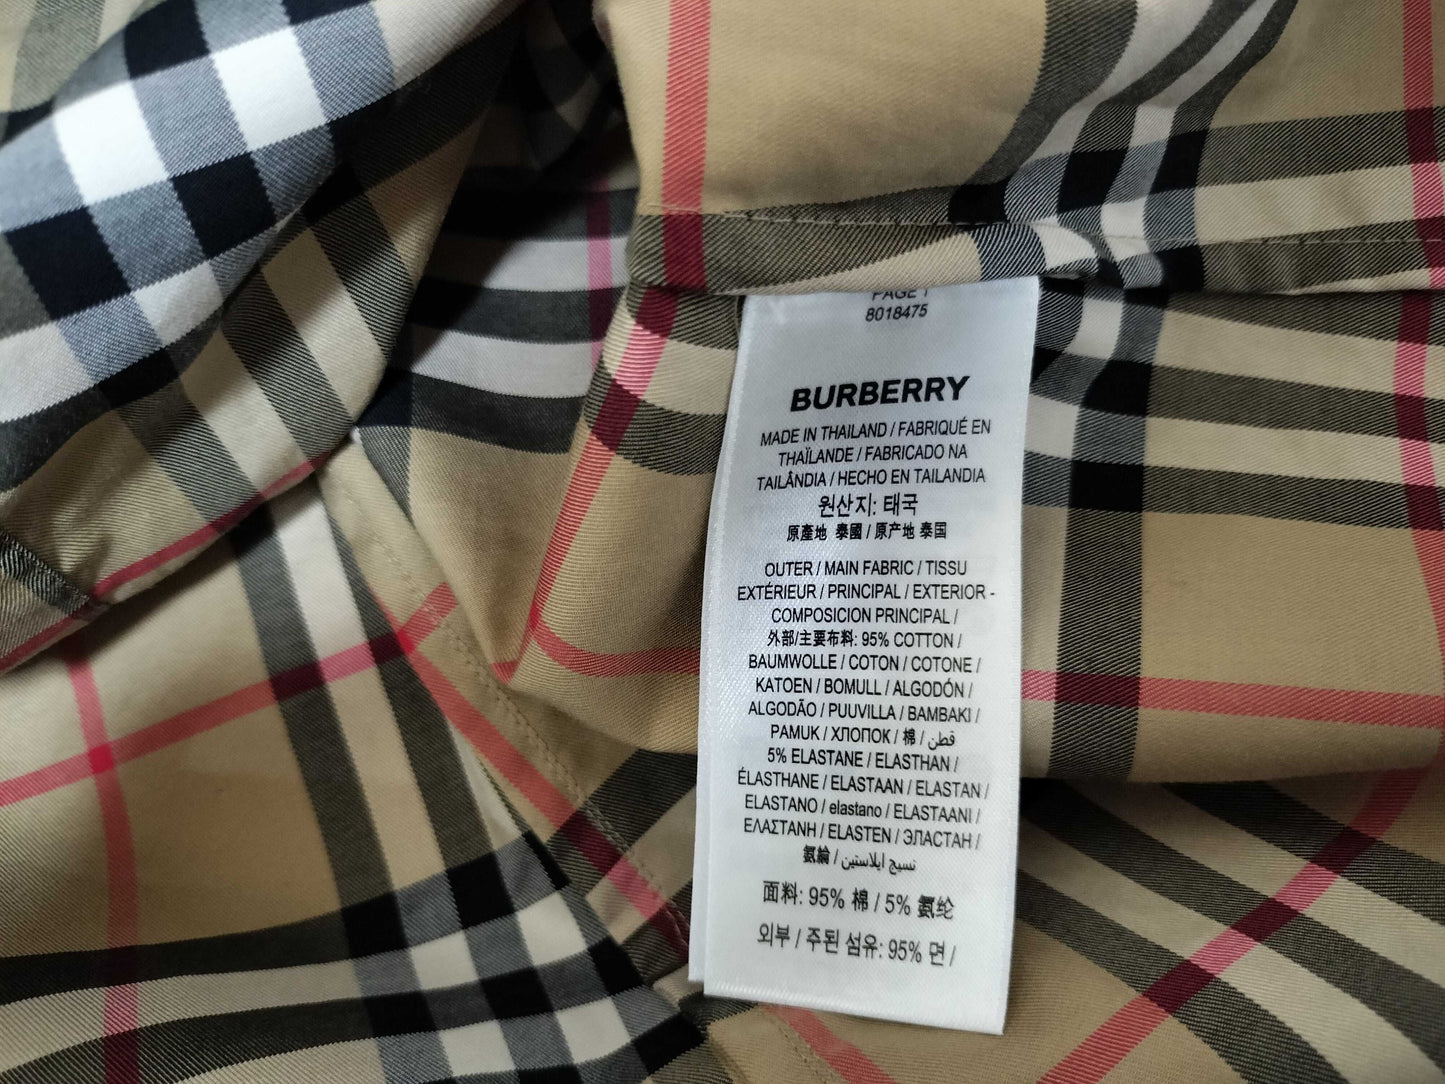 PAGE 1
8018475
BURBERRY
MADE IN THAILAND / FABRIQUÉ EN
THAÏLANDE / FABRICADO NA
TAILÂNDIA / HECHO EN TAILANDIA
원산지: 태국
原產地 泰國 / 原产地 泰国
OUTER / MAIN FABRIC / TISSU
EXTÉRIEUR / PRINCIPAL / EXTERIOR -
COMPOSICION PRINCIPAL /
外部/主要布料: 95% COTTON /
BAUMWOLLE / COTON / COTONE /
KATOEN / BOMULL / ALGODÓN /
ALGODÃO / PUUVILLA / ΒΑΜΒΑΚΙ /
PAMUK / ХЛОПОК / 棉 / قطن /
5% ELASTANE / ELASTHAN /
ÉLASTHANE / ELASTAAN / ELASTAN /
ELASTANO / elastano / ELASTAANI /
ΕΛΑΣΤΑΝΗ / ELASTEN / ЭЛАСТАН /
氨綸 / نسيج ايلاستين /
面料: 95% 棉 / 5% 氨纶
외부 / 주된 섬유: 95% 면 /